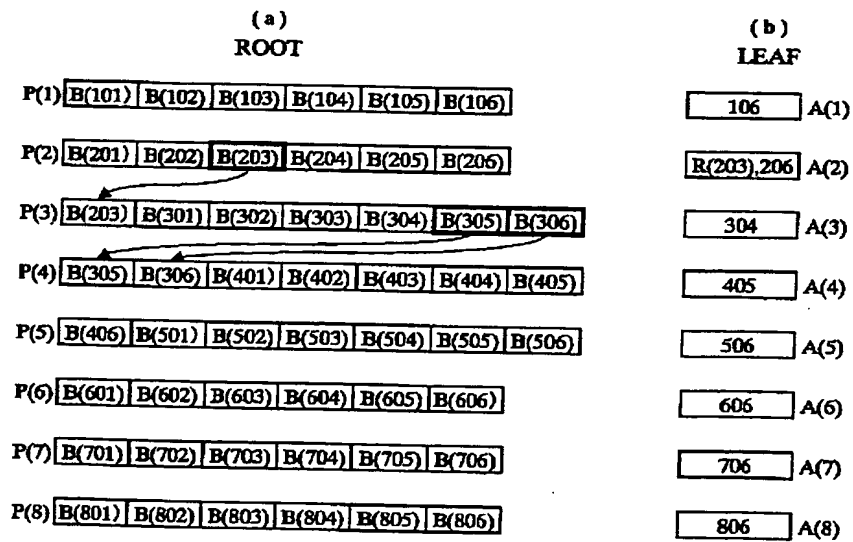 (a)
ROOT
(b)
LEAF
P(1) B(101) B(102) B(103) B(104) B(105) B(106) 106 A(1)
P(2) B(201) B(202) B(203) B(204) B(205) B(206) R(203),206 A(2)
P(3) B(203) B(301) B(302) B(303) B(304) B(305) B(306) 304 A(3)
P(4) B(305) B(306) B(401) B(402) B(403) B(404) B(405) 405 A(4)
P(5) B(406) B(501) B(502) B(503) B(504) B(505) B(506) 506 A(5)
P(6) B(601) B(602) B(603) B(604) B(605) B(606) 606 A(6)
P(7) B(701) B(702) B(703) B(704) B(705) B(706) 706 A(7)
P(8) B(801) B(802) B(803) B(804) B(805) B(806) 806 A(8)